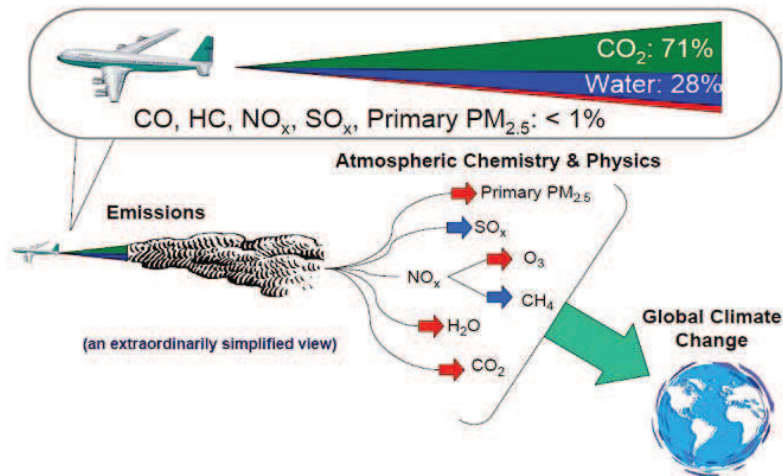 CO₂: 71%
Water: 28%
CO, HC, NOₓ, SOₓ, Primary PM₂.₅: < 1%
Atmospheric Chemistry & Physics
Emissions
Primary PM₂.₅
SOₓ
NOₓ
O₃
CH₄
H₂O
CO₂
(an extraordinarily simplified view)
Global Climate
Change